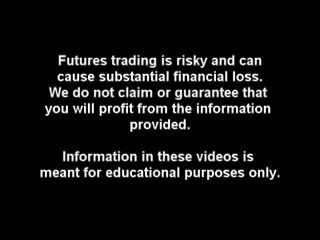 Futures trading is risky and can
cause substantial financial loss.
We do not claim or guarantee that
you will profit from the information
provided.
Information in these videos is
meant for educational purposes only.